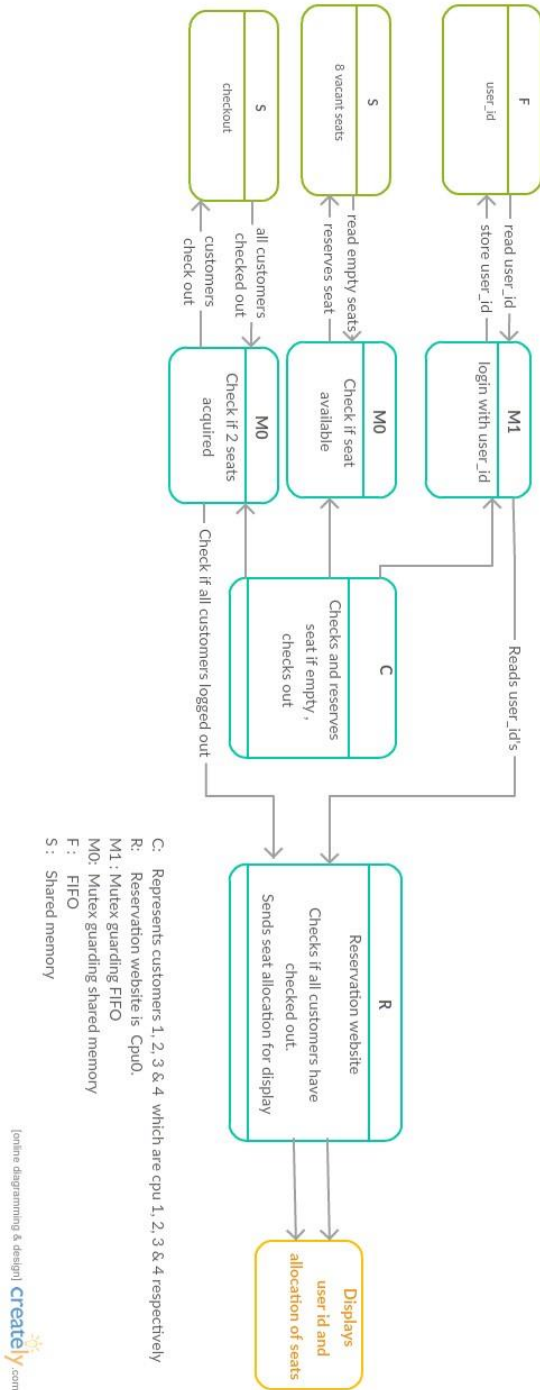 F
user_id
read user_id
store user_id
M1
login with user_id
Reads user_id's
S
8 vacant seats
read empty seats
reserves seat
M0
Check if seat
available
C
Checks and reserves
seat if empty ,
checks out
R
Reservation website
Checks if all customers have
checked out.
Sends seat allocation for display
Displays
user id and
allocation of seats
S
checkout
all customers
checked out
customers
check out
M0
Check if 2 seats
acquired
Check if all customers logged out
C: Represents customers 1, 2, 3 & 4 which are cpu 1, 2, 3 & 4 respectively
R: Reservation website is Cpu0.
M1 : Mutex guarding FIFO
M0: Mutex guarding shared memory
F : FIFO
S : Shared memory
[online diagramming & design] creately.com